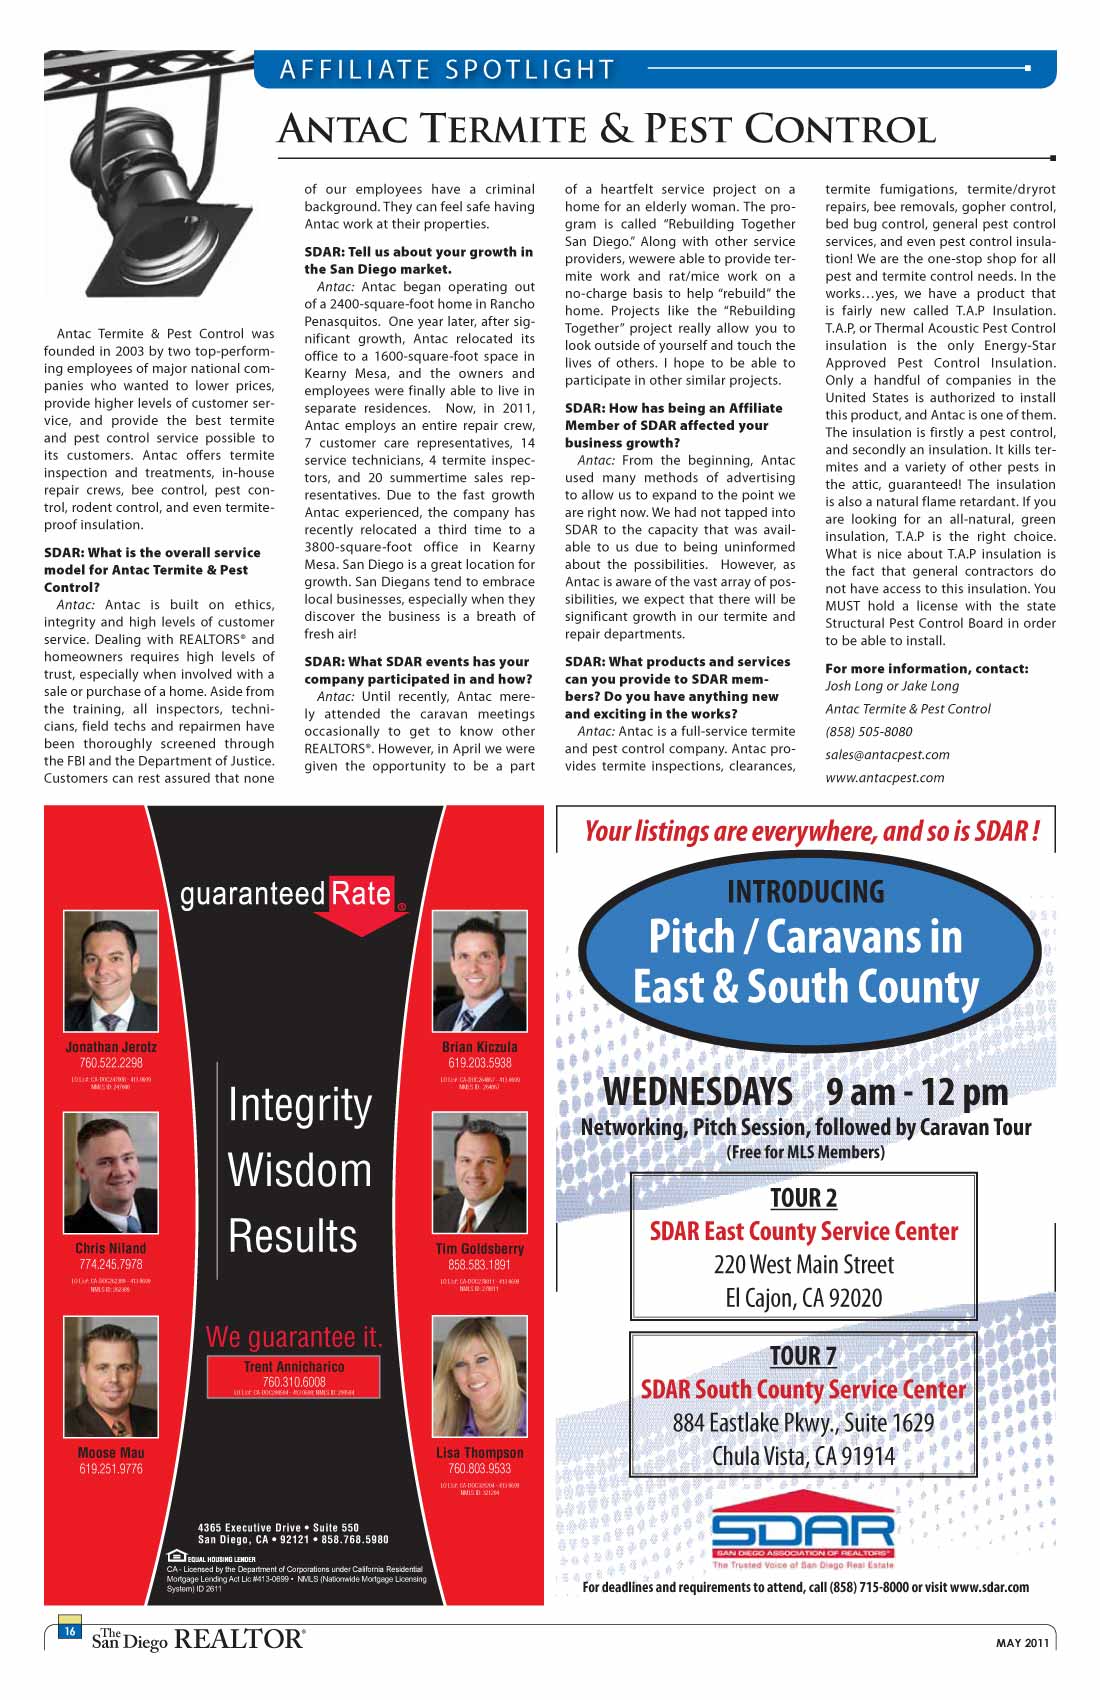 AFFILIATE SPOTLIGHT
ANTAC TERMITE & PEST CONTROL
Antac Termite & Pest Control was
founded in 2003 by two top-perform-
ing employees of major national com-
panies who wanted to lower prices,
provide higher levels of customer ser-
vice, and provide the best termite
and pest control service possible to
its customers. Antac offers termite
inspection and treatments, in-house
repair crews, bee control, pest con-
trol, rodent control, and even termite-
proof insulation.
SDAR: What is the overall service
model for Antac Termite & Pest
Control?
Antac: Antac is built on ethics,
integrity and high levels of customer
service. Dealing with REALTORS® and
homeowners requires high levels of
trust, especially when involved with a
sale or purchase of a home. Aside from
the training, all inspectors, techni-
cians, field techs and repairmen have
been thoroughly screened through
the FBI and the Department of Justice.
Customers can rest assured that none
of our employees have a criminal
background. They can feel safe having
Antac work at their properties.
SDAR: Tell us about your growth in
the San Diego market.
Antac: Antac began operating out
of a 2400-square-foot home in Rancho
Penasquitos. One year later, after sig-
nificant growth, Antac relocated its
office to a 1600-square-foot space in
Kearny Mesa, and the owners and
employees were finally able to live in
separate residences. Now, in 2011,
Antac employs an entire repair crew,
7 customer care representatives, 14
service technicians, 4 termite inspec-
tors, and 20 summertime sales rep-
resentatives. Due to the fast growth
Antac experienced, the company has
recently relocated a third time to a
3800-square-foot office in Kearny
Mesa. San Diego is a great location for
growth. San Diegans tend to embrace
local businesses, especially when they
discover the business is a breath of
fresh air!
SDAR: What SDAR events has your
company participated in and how?
Antac: Until recently, Antac mere-
ly attended the caravan meetings
occasionally to get to know other
REALTORS®. However, in April we were
given the opportunity to be a part
of a heartfelt service project on a
home for an elderly woman. The pro-
gram is called “Rebuilding Together
San Diego.” Along with other service
providers, wewere able to provide ter-
mite work and rat/mice work on a
no-charge basis to help “rebuild” the
home. Projects like the “Rebuilding
Together” project really allow you to
look outside of yourself and touch the
lives of others. I hope to be able to
participate in other similar projects.
SDAR: How has being an Affiliate
Member of SDAR affected your
business growth?
Antac: From the beginning, Antac
used many methods of advertising
to allow us to expand to the point we
are right now. We had not tapped into
SDAR to the capacity that was avail-
able to us due to being uninformed
about the possibilities. However, as
Antac is aware of the vast array of pos-
sibilities, we expect that there will be
significant growth in our termite and
repair departments.
SDAR: What products and services
can you provide to SDAR mem-
bers? Do you have anything new
and exciting in the works?
Antac: Antac is a full-service termite
and pest control company. Antac pro-
vides termite inspections, clearances,
termite fumigations, termite/dryrot
repairs, bee removals, gopher control,
bed bug control, general pest control
services, and even pest control insula-
tion! We are the one-stop shop for all
pest and termite control needs. In the
works…yes, we have a product that
is fairly new called T.A.P Insulation.
T.A.P, or Thermal Acoustic Pest Control
insulation is the only Energy-Star
Approved Pest Control Insulation.
Only a handful of companies in the
United States is authorized to install
this product, and Antac is one of them.
The insulation is firstly a pest control,
and secondly an insulation. It kills ter-
mites and a variety of other pests in
the attic, guaranteed! The insulation
is also a natural flame retardant. If you
are looking for an all-natural, green
insulation, T.A.P is the right choice.
What is nice about T.A.P insulation is
the fact that general contractors do
not have access to this insulation. You
MUST hold a license with the state
Structural Pest Control Board in order
to be able to install.
For more information, contact:
Josh Long or Jake Long
Antac Termite & Pest Control
(858) 505-8080
sales@antacpest.com
www.antacpest.com
guaranteed Rate ®
Jonathan Jerotz
760.522.2298
Brian Kiczula
619.203.5938
Integrity
Wisdom
Results
Chris Niland
774.245.7978
Tim Goldsberry
858.583.1891
We guarantee it.
Trent Annicharico
760.310.6008
Moose Mau
619.251.9776
Lisa Thompson
760.803.9533
4365 Executive Drive • Suite 550
San Diego, CA • 92121 • 858.768.5980
EQUAL HOUSING LENDER
CA - Licensed by the Department of Corporations under California Residential
Mortgage Lending Act Lic #413-0699 • NMLS (Nationwide Mortgage Licensing
System) ID 2611
Your listings are everywhere, and so is SDAR !
INTRODUCING
Pitch / Caravans in
East & South County
WEDNESDAYS 9 am - 12 pm
Networking, Pitch Session, followed by Caravan Tour
(Free for MLS Members)
TOUR 2
SDAR East County Service Center
220 West Main Street
El Cajon, CA 92020
TOUR 7
SDAR South County Service Center
884 Eastlake Pkwy., Suite 1629
Chula Vista, CA 91914
SDAR
SAN DIEGO ASSOCIATION OF REALTORS®
The Trusted Voice of San Diego Real Estate
For deadlines and requirements to attend, call (858) 715-8000 or visit www.sdar.com
16
The San Diego REALTOR®
MAY 2011